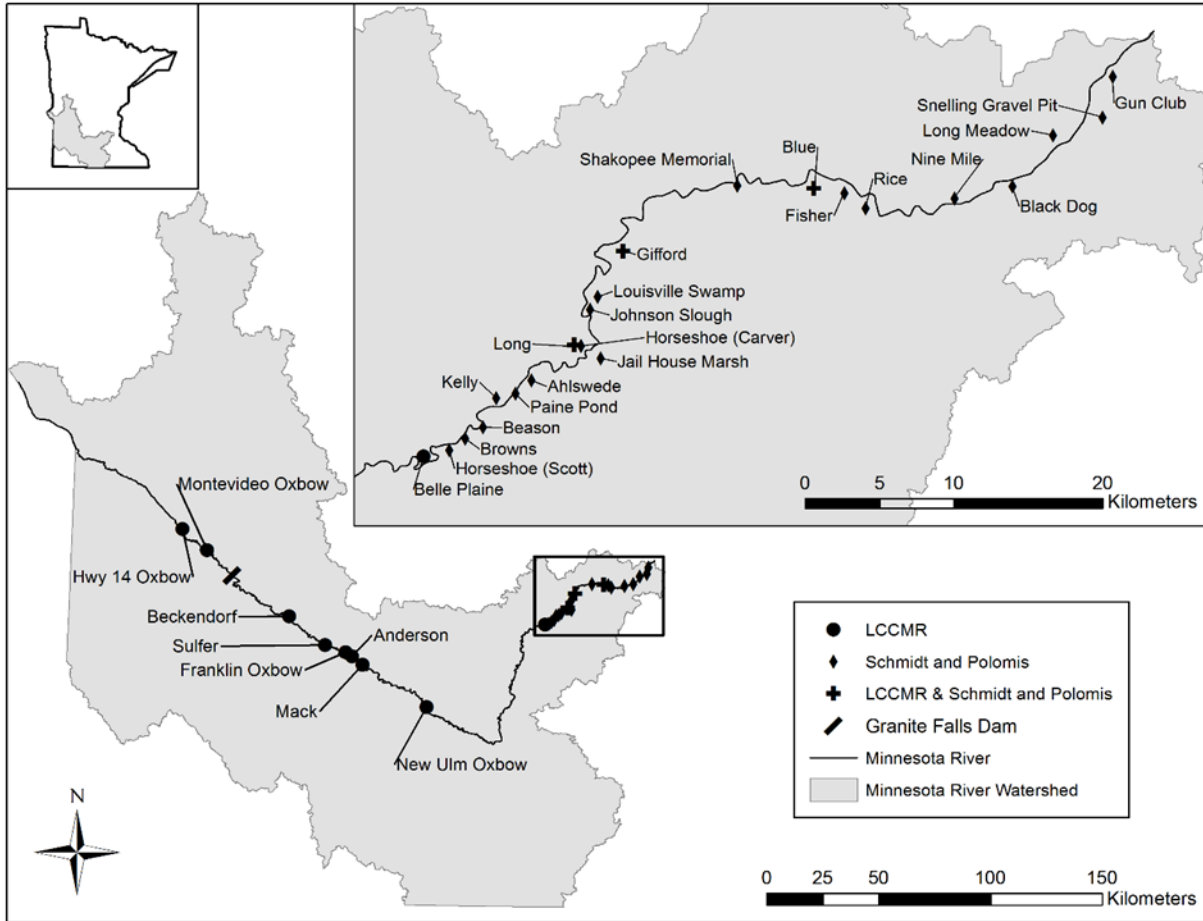 Gun Club
Snelling Gravel Pit
Long Meadow
Nine Mile
Black Dog
Shakopee Memorial
Blue
Rice
Fisher
Gifford
Louisville Swamp
Johnson Slough
Long
Horseshoe (Carver)
Jail House Marsh
Kelly
Ahlswede
Paine Pond
Beason
Browns
Horseshoe (Scott)
Belle Plaine
0 5 10 20
Kilometers
Montevideo Oxbow
Hwy 14 Oxbow
Beckendorf
Sulfer
Franklin Oxbow
Anderson
Mack
New Ulm Oxbow
LCCMR
Schmidt and Polomis
LCCMR & Schmidt and Polomis
Granite Falls Dam
Minnesota River
Minnesota River Watershed
N
0 25 50 100 150
Kilometers